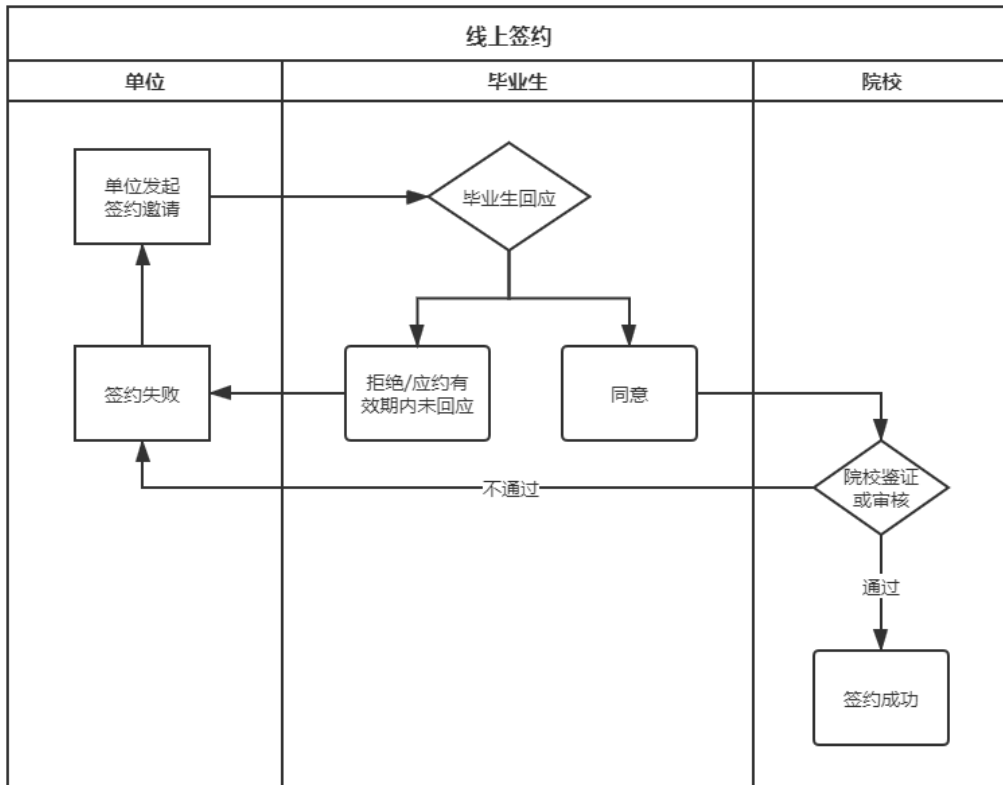 线上签约
单位
毕业生
院校
单位发起
签约邀请
毕业生回应
签约失败
拒绝/应约有
效期内未回应
同意
不通过
院校鉴证
或审核
通过
签约成功